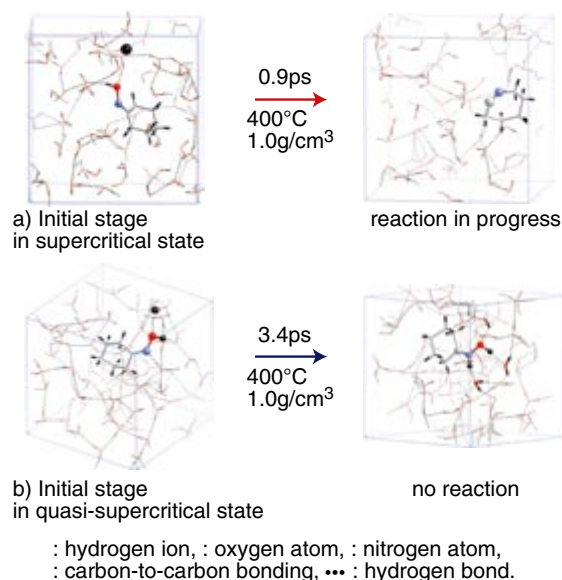 0.9ps
400°C
1.0g/cm3
a) Initial stage
in supercritical state
reaction in progress
3.4ps
400°C
1.0g/cm3
b) Initial stage
in quasi-supercritical state
no reaction
: hydrogen ion, : oxygen atom, : nitrogen atom,
: carbon-to-carbon bonding, ••• : hydrogen bond.